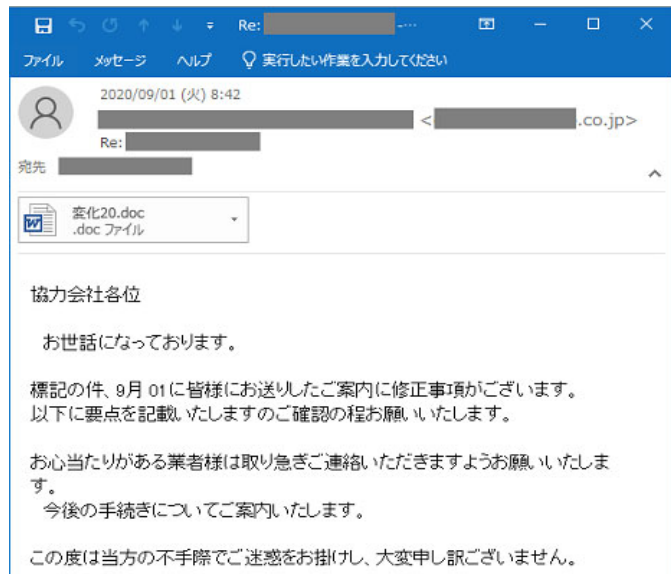 Re: -…
ファイル メッセージ ヘルプ 実行したい作業を入力してください
2020/09/01 (火) 8:42
< .co.jp>
Re:
宛先
変化20.doc
.doc ファイル
協力会社各位
お世話になっております。
標記の件、9月 01に皆様にお送りしたご案内に修正事項がございます。
以下に要点を記載いたしますのご確認の程お願いいたします。
お心当たりがある業者様は取り急ぎご連絡いただきますようお願いいたしま
す。
今後の手続きについてご案内いたします。
この度は当方の不手際でご迷惑をお掛けし、大変申し訳ございません。